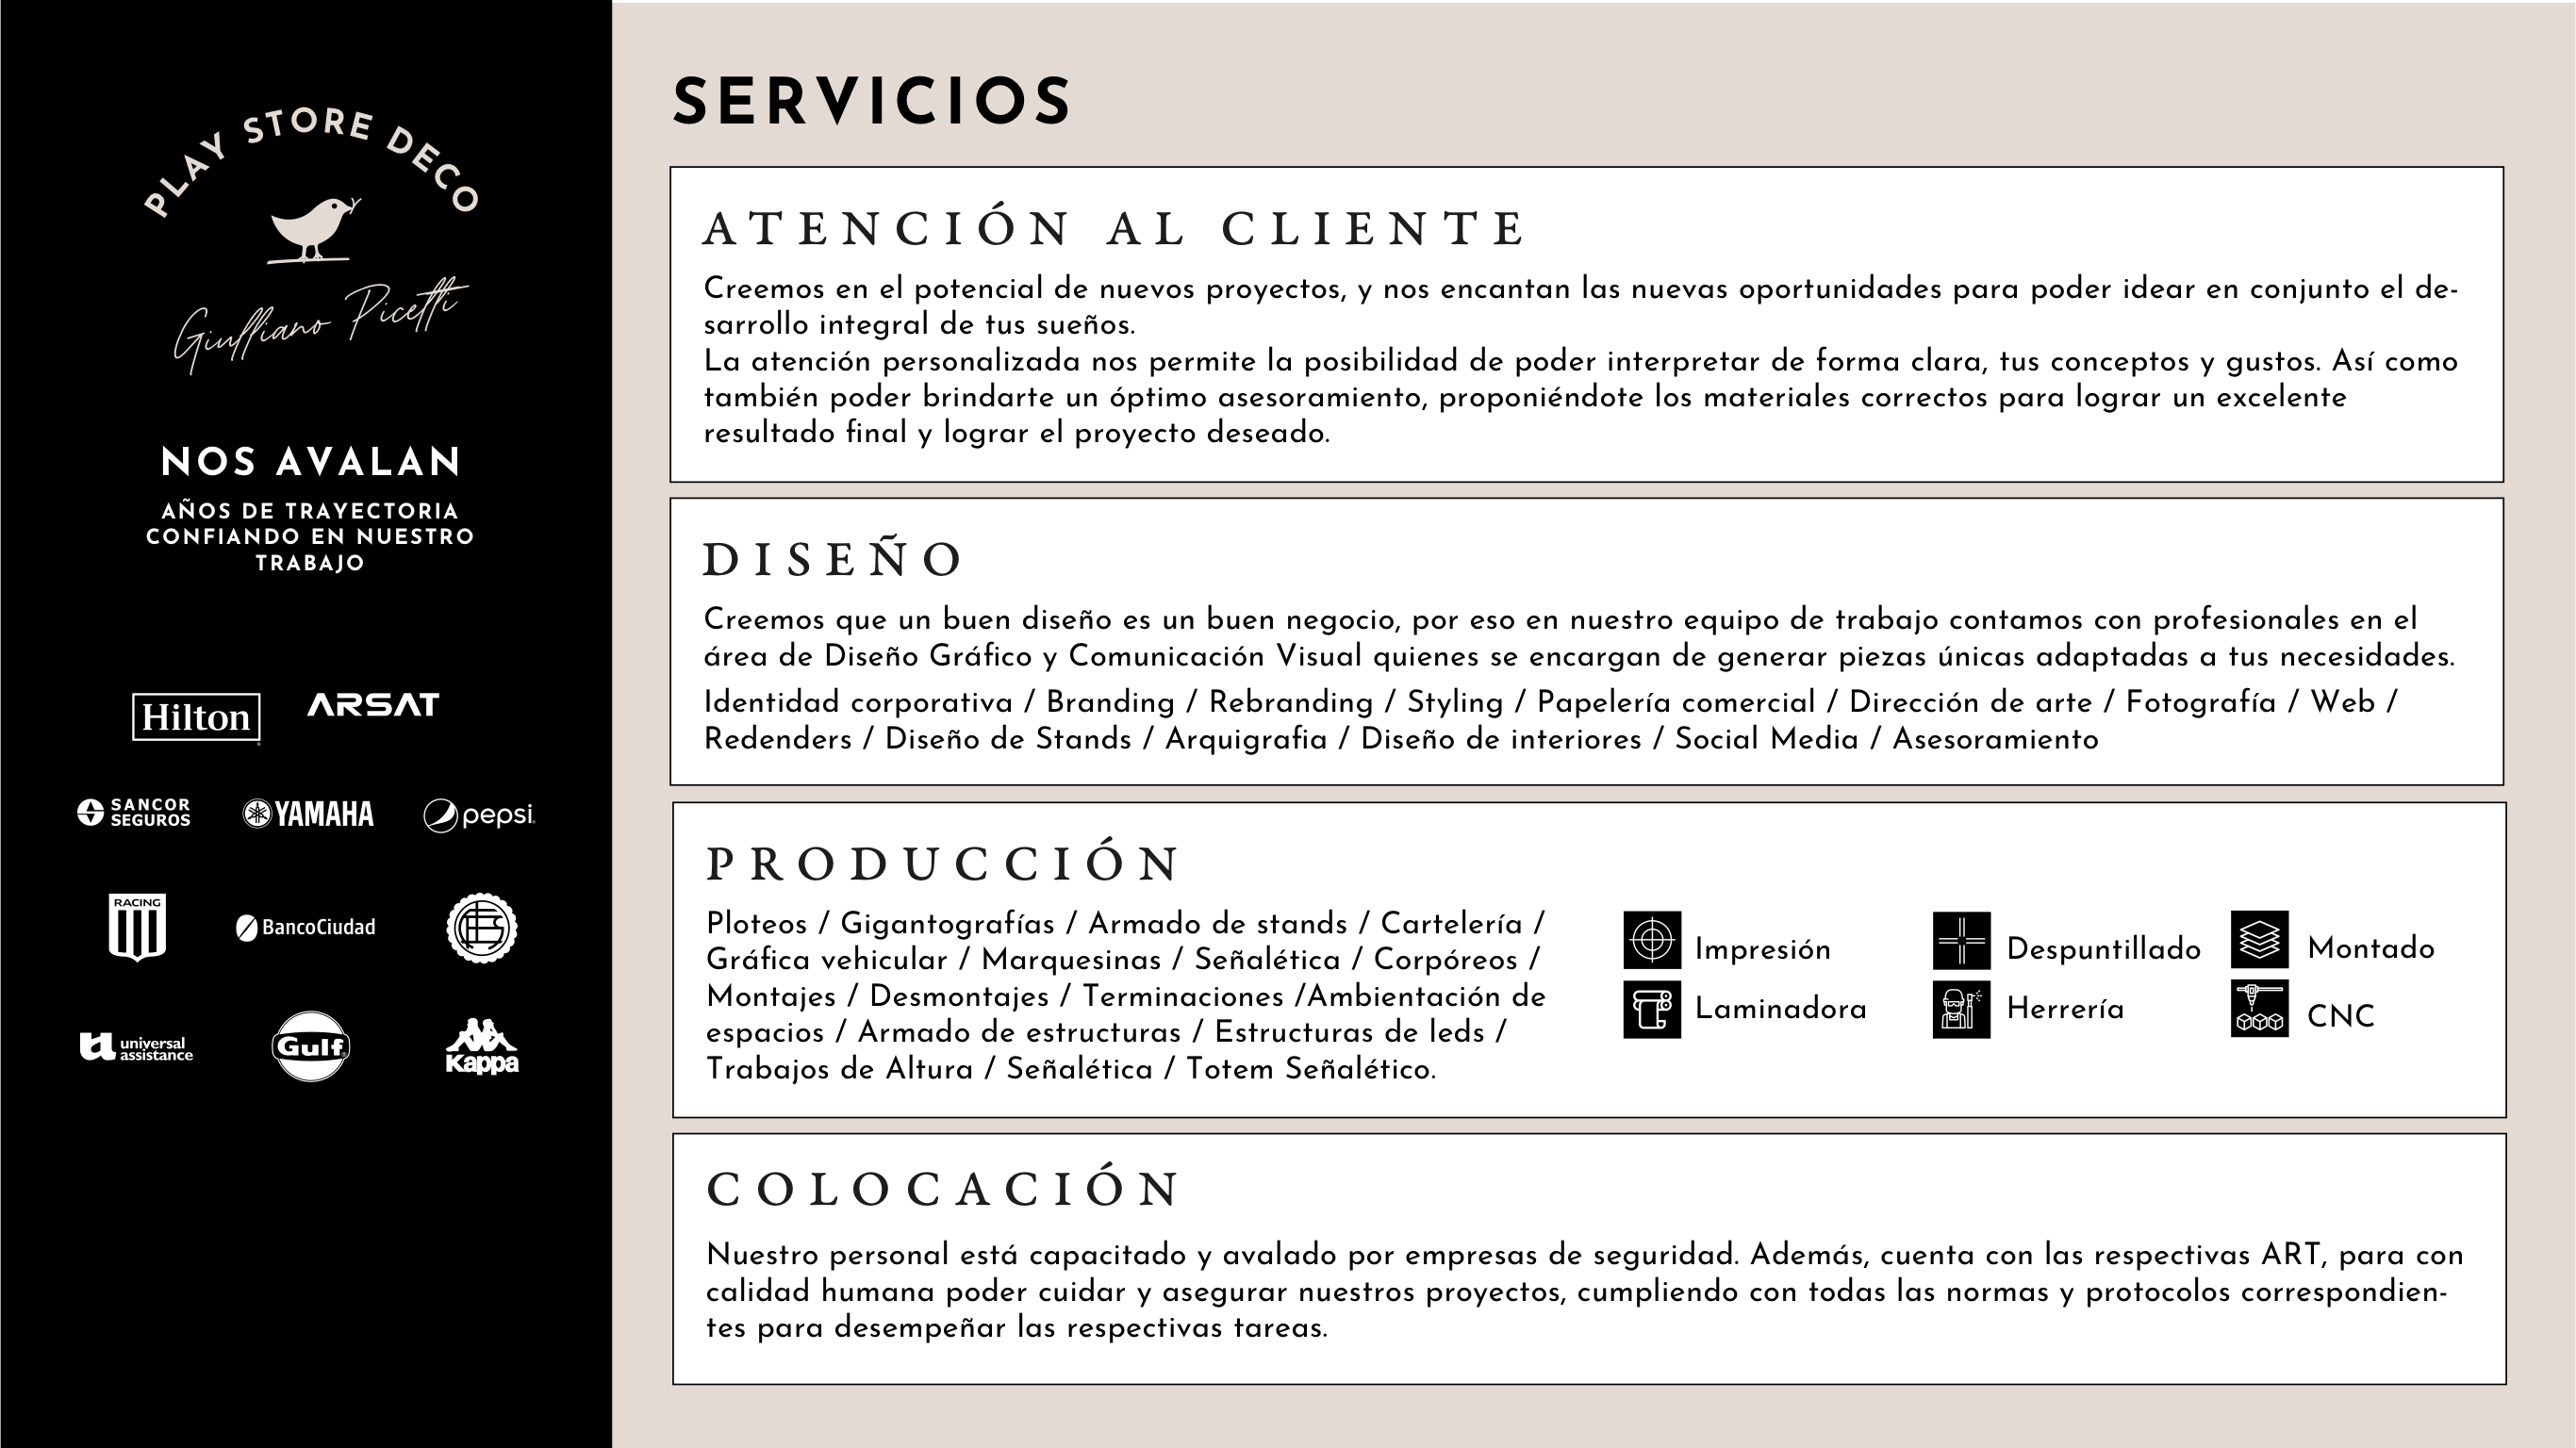 PLAY STORE DECO
Giulliano Picetti
NOS AVALAN
AÑOS DE TRAYECTORIA
CONFIANDO EN NUESTRO
TRABAJO
Hilton
ARSAT
SANCOR
SEGUROS
YAMAHA
pepsi
RACING
BancoCiudad
universal
assistance
Gulf
Kappa
SERVICIOS
ATENCIÓN AL CLIENTE
Creemos en el potencial de nuevos proyectos, y nos encantan las nuevas oportunidades para poder idear en conjunto el de-
sarrollo integral de tus sueños.
La atención personalizada nos permite la posibilidad de poder interpretar de forma clara, tus conceptos y gustos. Así como
también poder brindarte un óptimo asesoramiento, proponiéndote los materiales correctos para lograr un excelente
resultado final y lograr el proyecto deseado.
DISEÑO
Creemos que un buen diseño es un buen negocio, por eso en nuestro equipo de trabajo contamos con profesionales en el
área de Diseño Gráfico y Comunicación Visual quienes se encargan de generar piezas únicas adaptadas a tus necesidades.
Identidad corporativa / Branding / Rebranding / Styling / Papelería comercial / Dirección de arte / Fotografía / Web /
Redenders / Diseño de Stands / Arquigrafia / Diseño de interiores / Social Media / Asesoramiento
PRODUCCIÓN
Ploteos / Gigantografías / Armado de stands / Cartelería /
Gráfica vehicular / Marquesinas / Señalética / Corpóreos /
Montajes / Desmontajes / Terminaciones /Ambientación de
espacios / Armado de estructuras / Estructuras de leds /
Trabajos de Altura / Señalética / Totem Señalético.
Impresión
Despuntillado
Montado
Laminadora
Herrería
CNC
COLOCACIÓN
Nuestro personal está capacitado y avalado por empresas de seguridad. Además, cuenta con las respectivas ART, para con
calidad humana poder cuidar y asegurar nuestros proyectos, cumpliendo con todas las normas y protocolos correspondien-
tes para desempeñar las respectivas tareas.